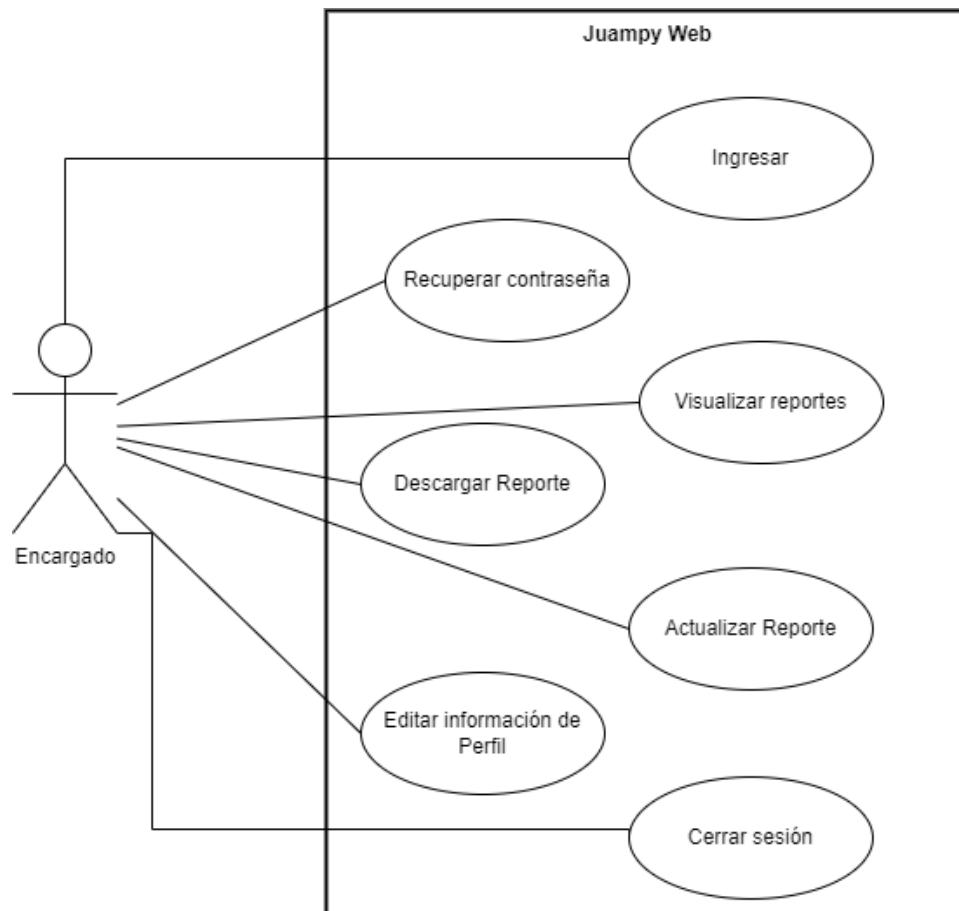 Juampy Web
Ingresar
Recuperar contraseña
Visualizar reportes
Descargar Reporte
Encargado
Actualizar Reporte
Editar información de
Perfil
Cerrar sesión